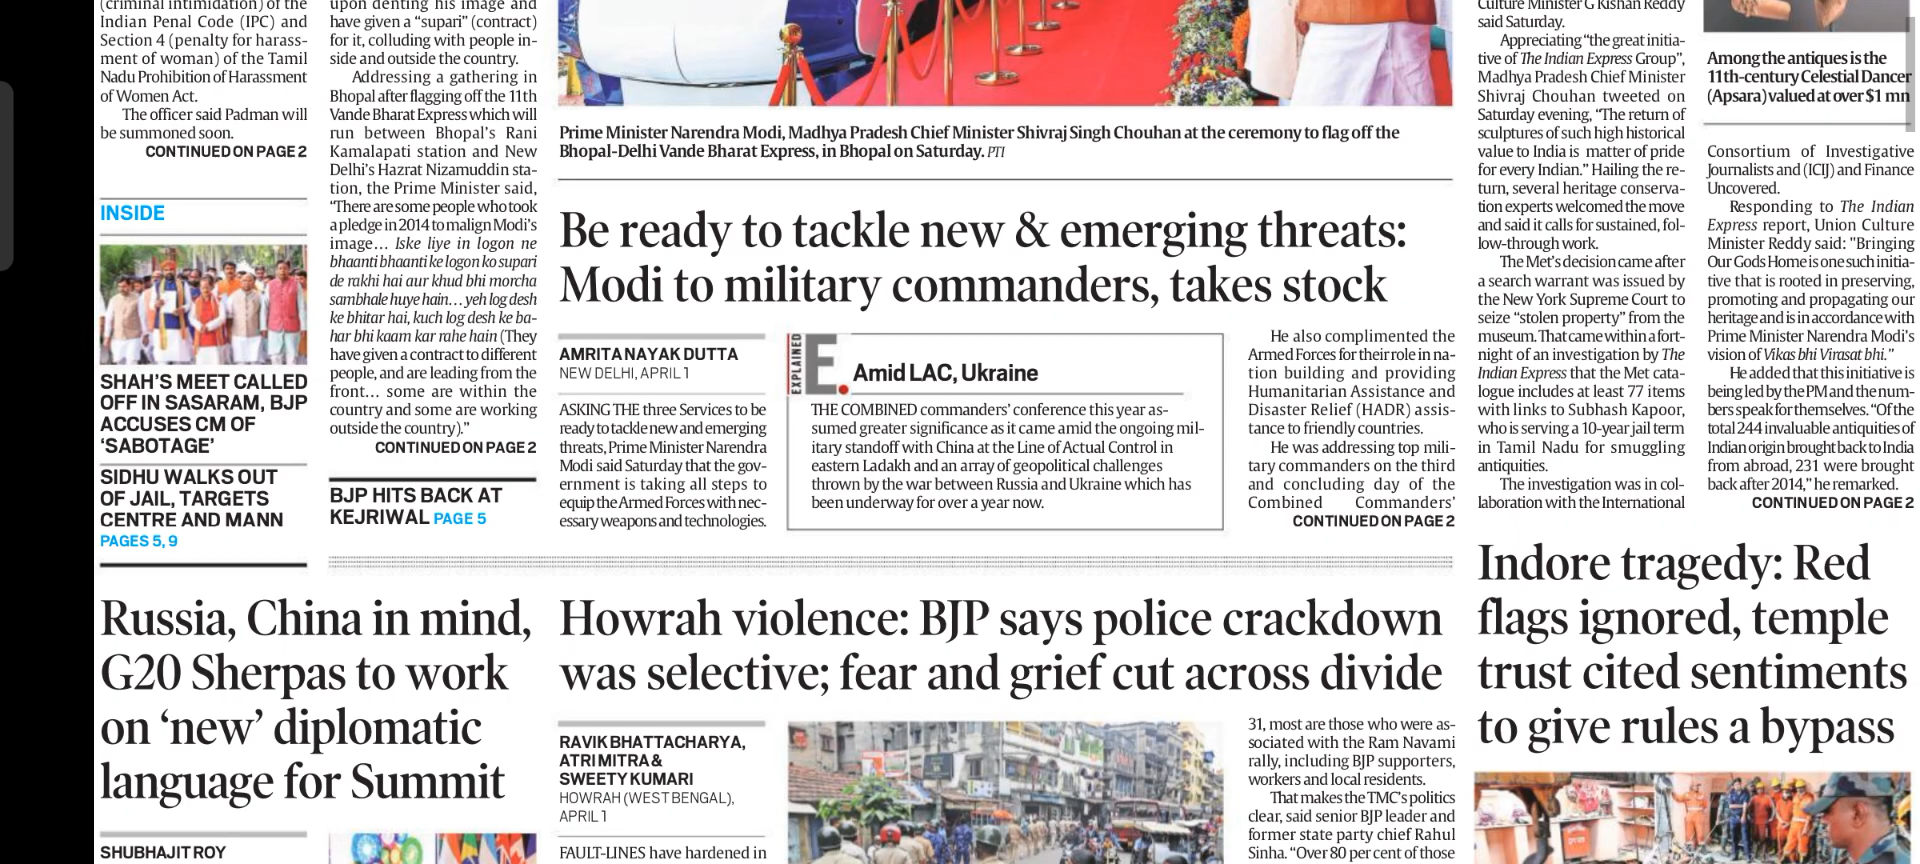 (criminal intimidation) of the
Indian Penal Code (IPC) and
Section 4 (penalty for harass-
ment of woman) of the Tamil
Nadu Prohibition of Harassment
of Women Act.
The officer said Padman will
be summoned soon.
CONTINUED ON PAGE 2
INSIDE
SHAH'S MEET CALLED
OFF IN SASARAM, BJP
ACCUSES CM OF
'SABOTAGE'
SIDHU WALKS OUT
OF JAIL, TARGETS
CENTRE AND MANN
PAGES 5, 9
upon denting his image and
have given a “supari” (contract)
for it, colluding with people in-
side and outside the country.
Addressing a gathering in
Bhopal after flagging off the 11th
Vande Bharat Express which will
run between Bhopal's Rani
Kamalapati station and New
Delhi's Hazrat Nizamuddin sta-
tion, the Prime Minister said,
“There are some people who took
a pledge in 2014 to malign Modi's
image... Iske liye in logon ne
bhaanti bhaanti ke logon ko supari
de rakhi hai aur khud bhi morcha
sambhale huye hain... yeh log desh
ke bhitar hai, kuch log desh ke ba-
har bhi kaam kar rahe hain (They
have given a contract to different
people, and are leading from the
front... some are within the
country and some are working
outside the country).”
CONTINUED ON PAGE 2
BJP HITS BACK AT
KEJRIWAL PAGE 5
Prime Minister Narendra Modi, Madhya Pradesh Chief Minister Shivraj Singh Chouhan at the ceremony to flag off the
Bhopal-Delhi Vande Bharat Express, in Bhopal on Saturday. PTI
Be ready to tackle new & emerging threats:
Modi to military commanders, takes stock
AMRITA NAYAK DUTTA
NEW DELHI, APRIL 1
ASKING THE three Services to be
ready to tackle new and emerging
threats, Prime Minister Narendra
Modi said Saturday that the gov-
ernment is taking all steps to
equip the Armed Forces with nec-
essary weapons and technologies.
EXPLAINED
E.
Amid LAC, Ukraine
THE COMBINED commanders' conference this year as-
sumed greater significance as it came amid the ongoing mil-
itary standoff with China at the Line of Actual Control in
eastern Ladakh and an array of geopolitical challenges
thrown by the war between Russia and Ukraine which has
been underway for over a year now.
He also complimented the
Armed Forces for their role in na-
tion building and providing
Humanitarian Assistance and
Disaster Relief (HADR) assis-
tance to friendly countries.
He was addressing top mili-
tary commanders on the third
and concluding day of the
Combined Commanders'
CONTINUED ON PAGE 2
Culture Minister G Kishan Reddy
said Saturday.
Appreciating “the great initia-
tive of The Indian Express Group”,
Madhya Pradesh Chief Minister
Shivraj Chouhan tweeted on
Saturday evening, “The return of
sculptures of such high historical
value to India is matter of pride
for every Indian.” Hailing the re-
turn, several heritage conserva-
tion experts welcomed the move
and said it calls for sustained, fol-
low-through work.
The Met's decision came after
a search warrant was issued by
the New York Supreme Court to
seize “stolen property” from the
museum. That came within a fort-
night of an investigation by The
Indian Express that the Met cata-
logue includes at least 77 items
with links to Subhash Kapoor,
who is serving a 10-year jail term
in Tamil Nadu for smuggling
antiquities.
The investigation was in col-
laboration with the International
Among the antiques is the
11th-century Celestial Dancer
(Apsara) valued at over $1 mn
Consortium of Investigative
Journalists and (ICIJ) and Finance
Uncovered.
Responding to The Indian
Express report, Union Culture
Minister Reddy said: "Bringing
Our Gods Home is one such initia-
tive that is rooted in preserving,
promoting and propagating our
heritage and is in accordance with
Prime Minister Narendra Modi's
vision of Vikas bhi Virasat bhi."
He added that this initiative is
being led by the PM and the num-
bers speak for themselves. “Of the
total 244 invaluable antiquities of
Indian origin brought back to India
from abroad, 231 were brought
back after 2014,” he remarked.
CONTINUED ON PAGE 2
Russia, China in mind,
G20 Sherpas to work
on 'new' diplomatic
language for Summit
SHUBHAJIT ROY
Howrah violence: BJP says police crackdown
was selective; fear and grief cut across divide
RAVIK BHATTACHARYA,
ATRI MITRA &
SWEETY KUMARI
HOWRAH (WEST BENGAL),
APRIL 1
FAULT-LINES have hardened in
31, most are those who were as-
sociated with the Ram Navami
rally, including BJP supporters,
workers and local residents.
That makes the TMC's politics
clear, said senior BJP leader and
former state party chief Rahul
Sinha. “Over 80 per cent of those
Indore tragedy: Red
flags ignored, temple
trust cited sentiments
to give rules a bypass